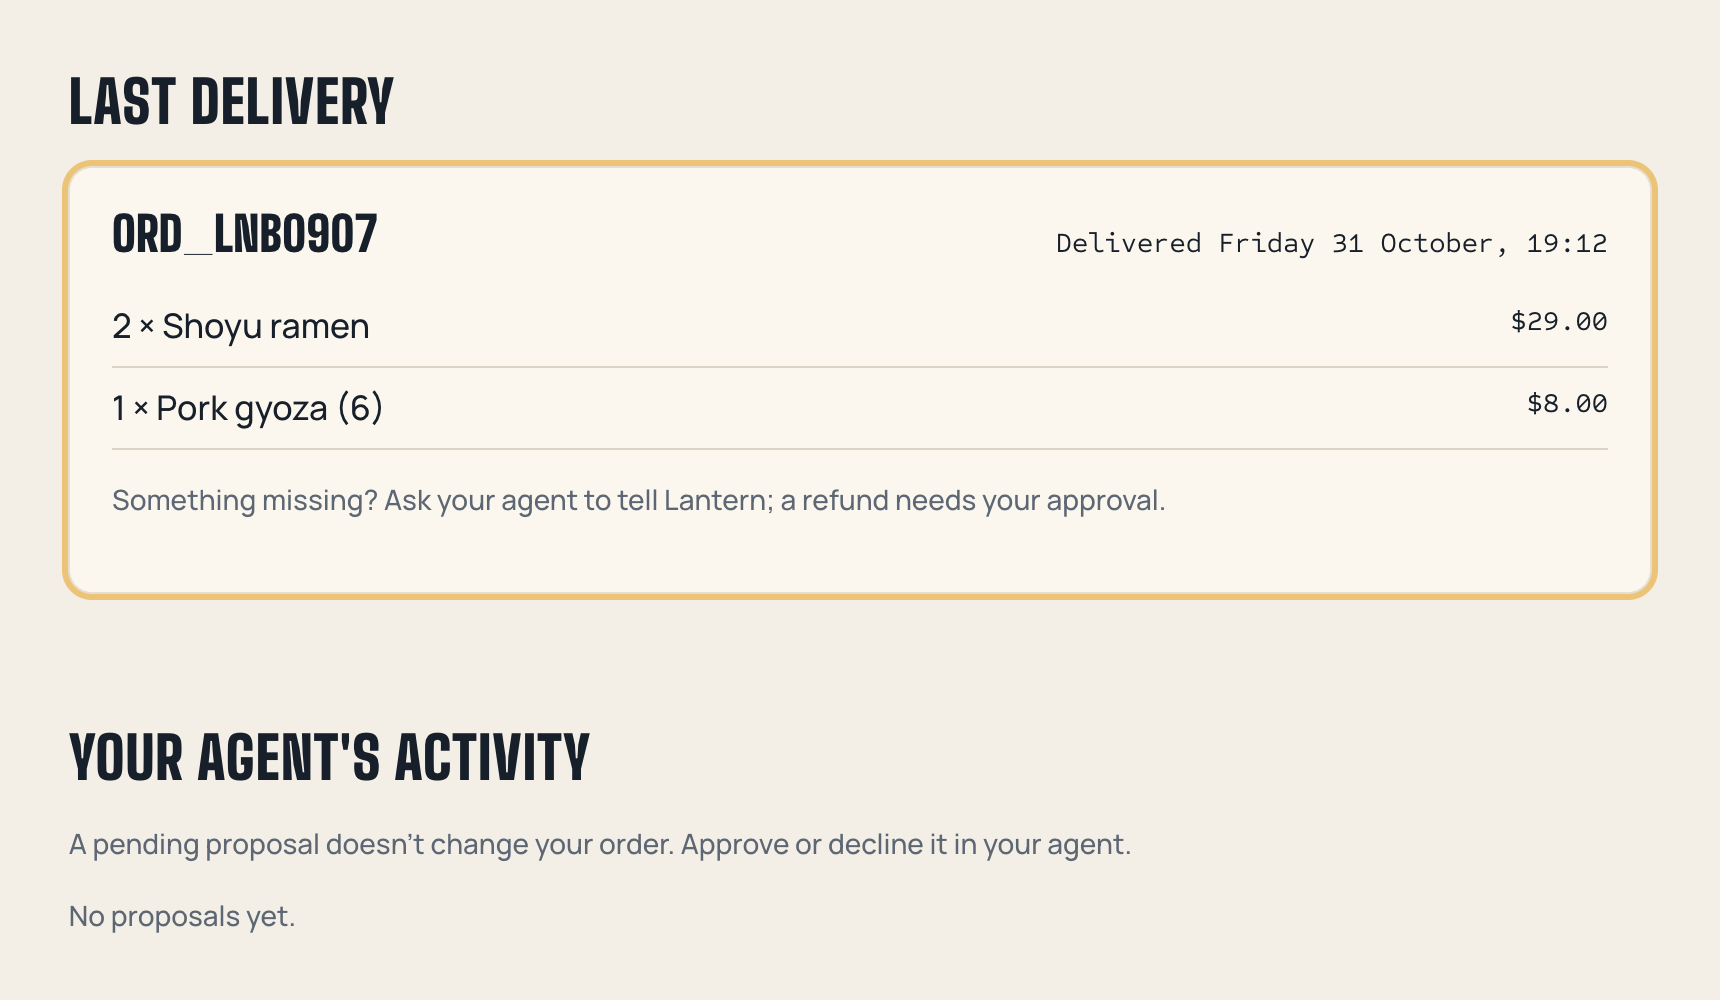 LAST DELIVERY
ORD_LNB0907
Delivered Friday 31 October, 19:12
2 × Shoyu ramen
$29.00
1 × Pork gyoza (6)
$8.00
Something missing? Ask your agent to tell Lantern; a refund needs your approval.
YOUR AGENT'S ACTIVITY
A pending proposal doesn’t change your order. Approve or decline it in your agent.
No proposals yet.